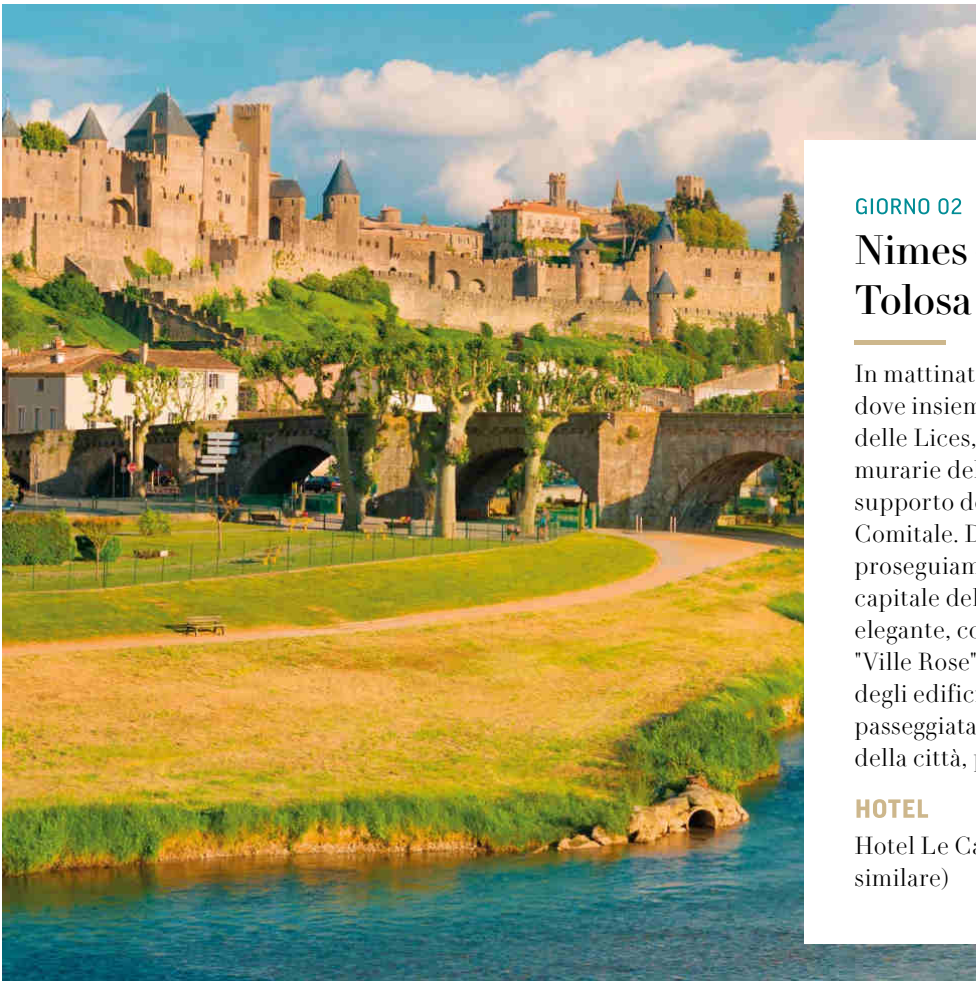 GIORNO 02
Nimes
Tolosa
In mattinat
dove insiem
delle Lices,
murarie del
supporto de
Comitale. D
proseguiam
capitale del
elegante, co
"Ville Rose"
degli edific
passeggiata
della città, p
HOTEL
Hotel Le Ca
similare)